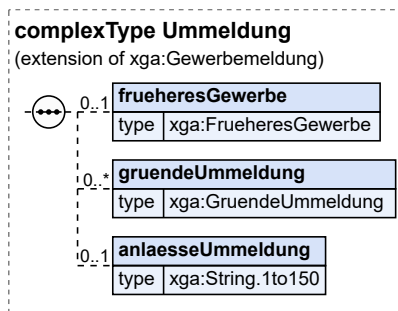 complexType Ummeldung
(extension of xga:Gewerbemeldung)
0..1 frueheresGewerbe
type xga:FrueheresGewerbe
0..* gruendeUmmeldung
type xga:GruendeUmmeldung
0..1 anlaesseUmmeldung
type xga:String.1to150